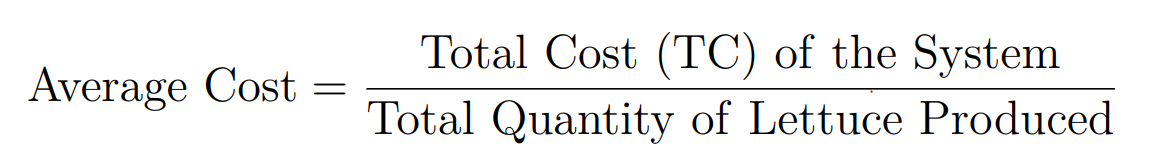 Average Cost = Total Cost (TC) of the System
Total Quantity of Lettuce Produced